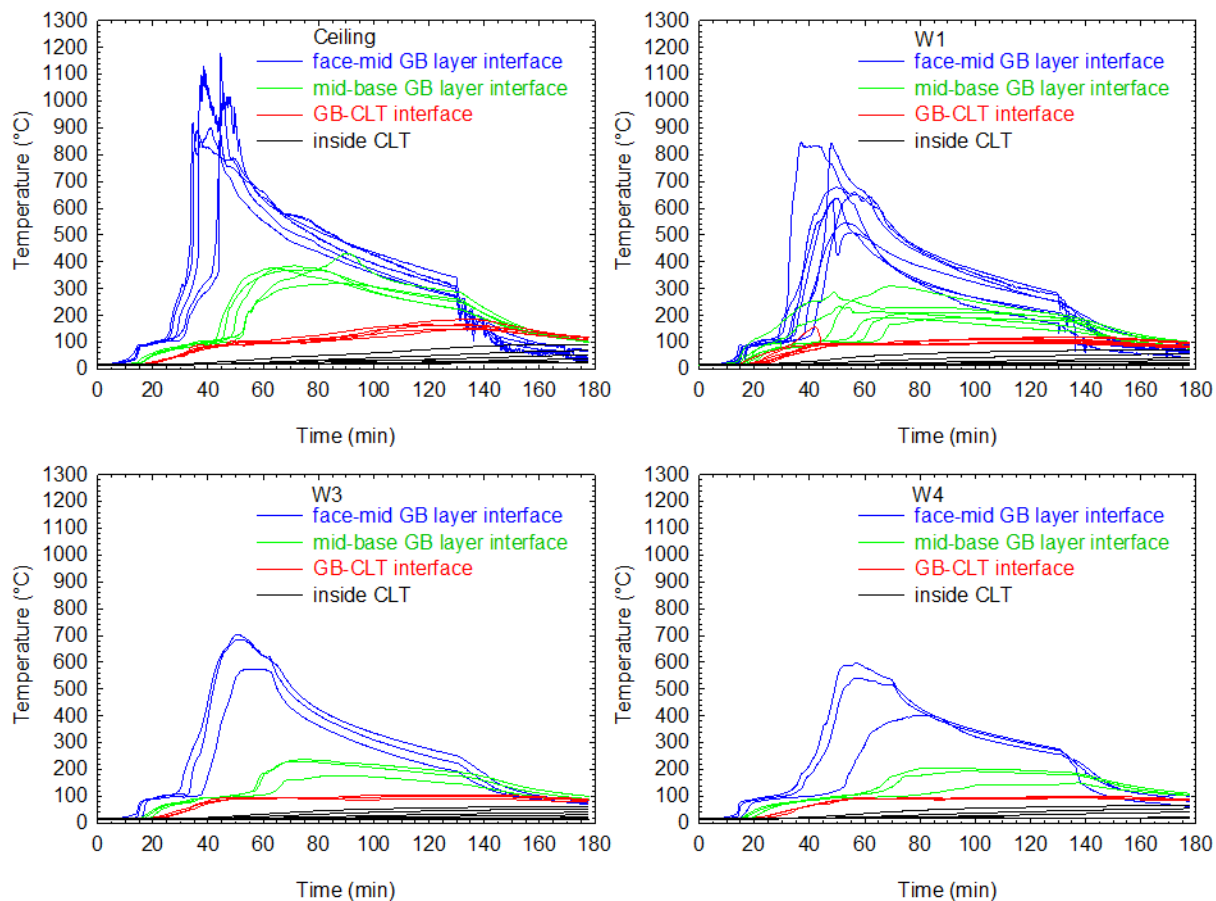 Ceiling
face-mid GB layer interface
mid-base GB layer interface
GB-CLT interface
inside CLT
Temperature (°C)
1300
1200
1100
1000
900
800
700
600
500
400
300
200
100
0
0 20 40 60 80 100 120 140 160 180
Time (min)
W1
face-mid GB layer interface
mid-base GB layer interface
GB-CLT interface
inside CLT
Temperature (°C)
1300
1200
1100
1000
900
800
700
600
500
400
300
200
100
0
0 20 40 60 80 100 120 140 160 180
Time (min)
W3
face-mid GB layer interface
mid-base GB layer interface
GB-CLT interface
inside CLT
Temperature (°C)
1300
1200
1100
1000
900
800
700
600
500
400
300
200
100
0
0 20 40 60 80 100 120 140 160 180
Time (min)
W4
face-mid GB layer interface
mid-base GB layer interface
GB-CLT interface
inside CLT
Temperature (°C)
1300
1200
1100
1000
900
800
700
600
500
400
300
200
100
0
0 20 40 60 80 100 120 140 160 180
Time (min)